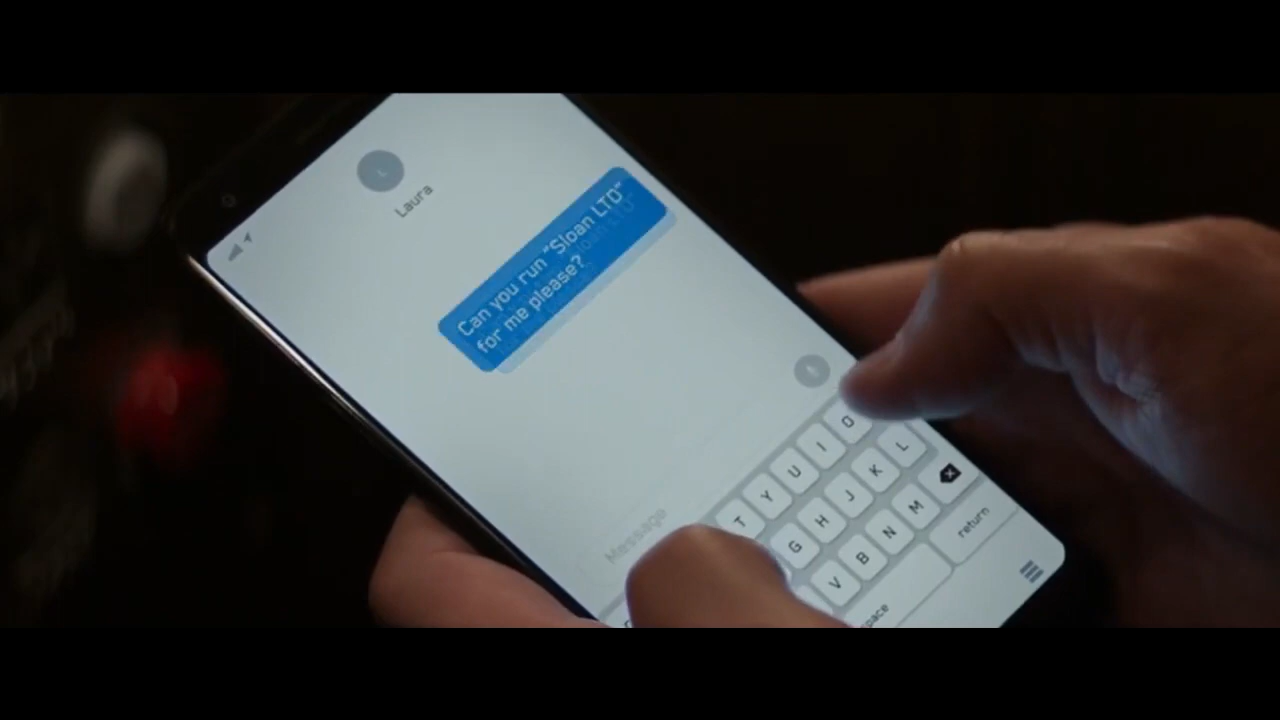 L
Laura
Can you run "Sloan LTD"
for me please?
Message
T Y U I O
G H J K L
V B N M
space return